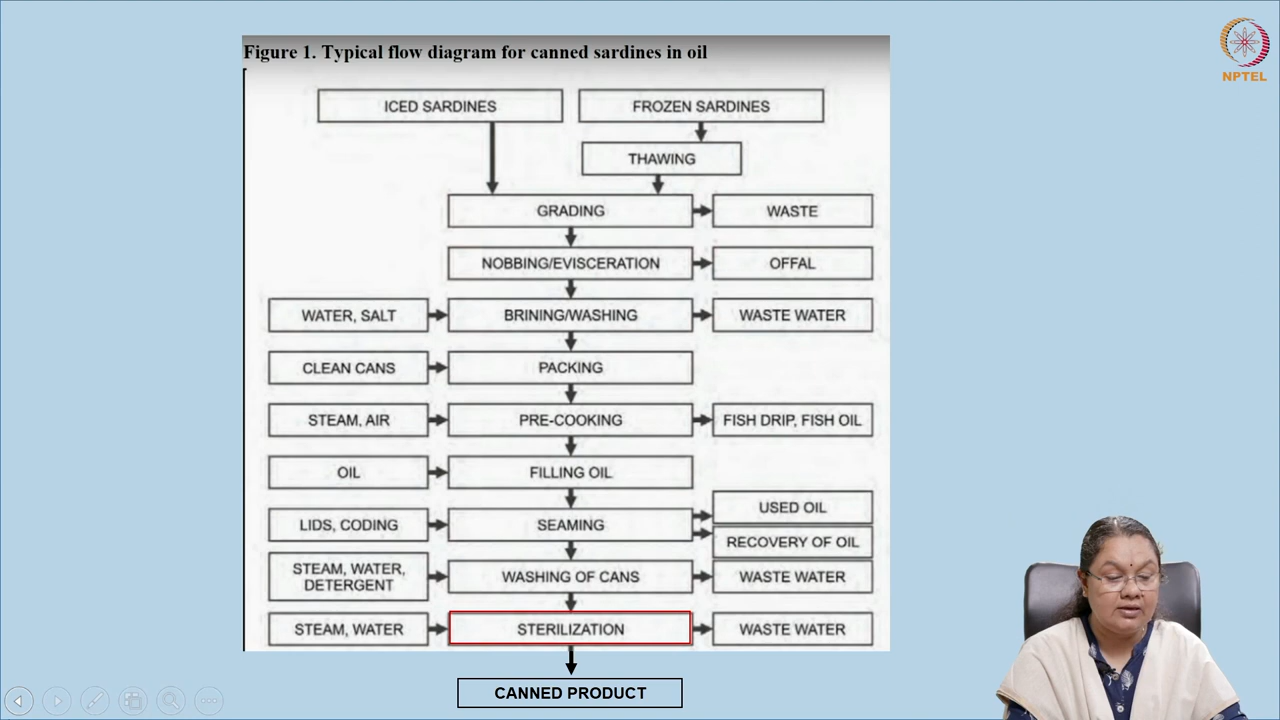 Figure 1. Typical flow diagram for canned sardines in oil
NPTEL
ICED SARDINES
FROZEN SARDINES
THAWING
GRADING
WASTE
NOBBING/EVISCERATION
OFFAL
WATER, SALT
BRINING/WASHING
WASTE WATER
CLEAN CANS
PACKING
STEAM, AIR
PRE-COOKING
FISH DRIP, FISH OIL
OIL
FILLING OIL
LIDS, CODING
SEAMING
USED OIL
RECOVERY OF OIL
STEAM, WATER,
DETERGENT
WASHING OF CANS
WASTE WATER
STEAM, WATER
STERILIZATION
WASTE WATER
CANNED PRODUCT